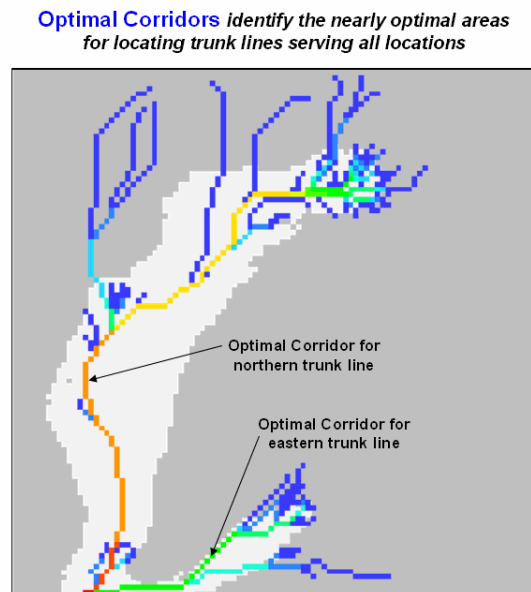 Optimal Corridors identify the nearly optimal areas
for locating trunk lines serving all locations
Optimal Corridor for
northern trunk line
Optimal Corridor for
eastern trunk line